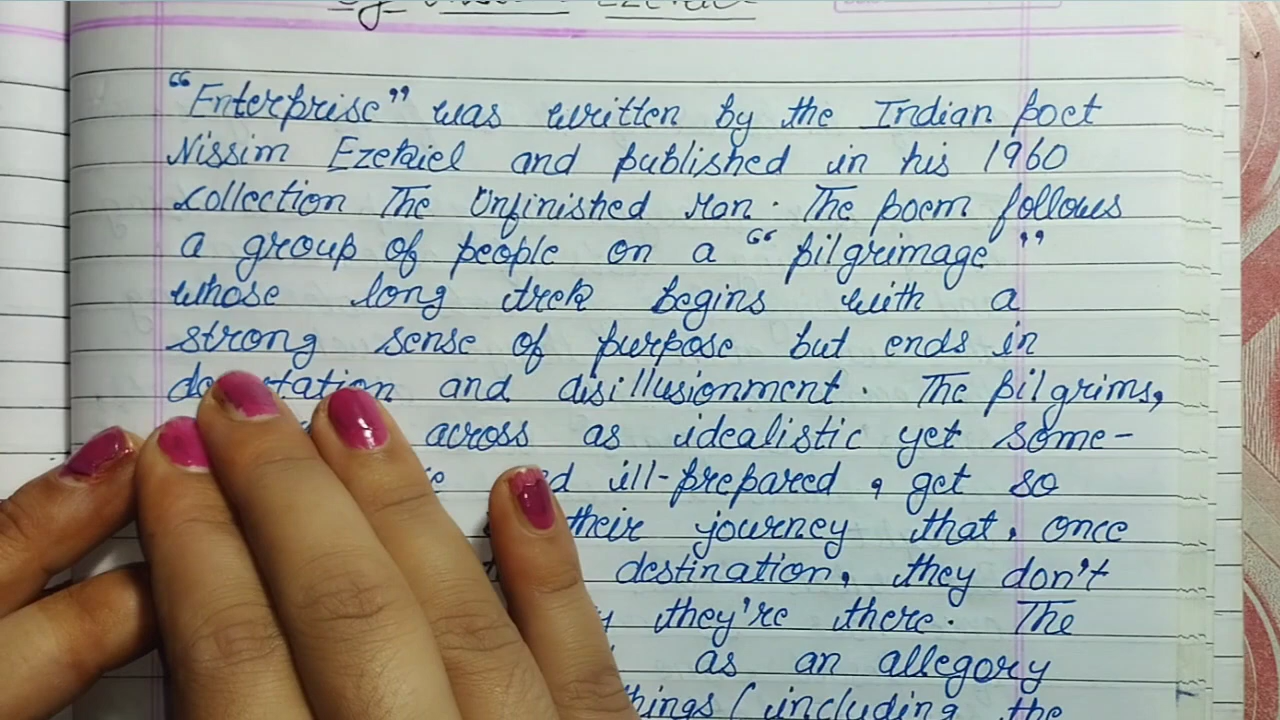 "Enterprise" was written by the Indian poet
Nissim Ezekiel and published in his 1960
collection The Unfinished Man. The poem follows
a group of people on a "pilgrimage"
whose long trek begins with a
strong sense of purpose but ends in
and disillusionment. The pilgrims,
across as idealistic yet some-
ill-prepared, get so
their journey that, once
destination, they don't
they're there. The
as an allegory
things (including the